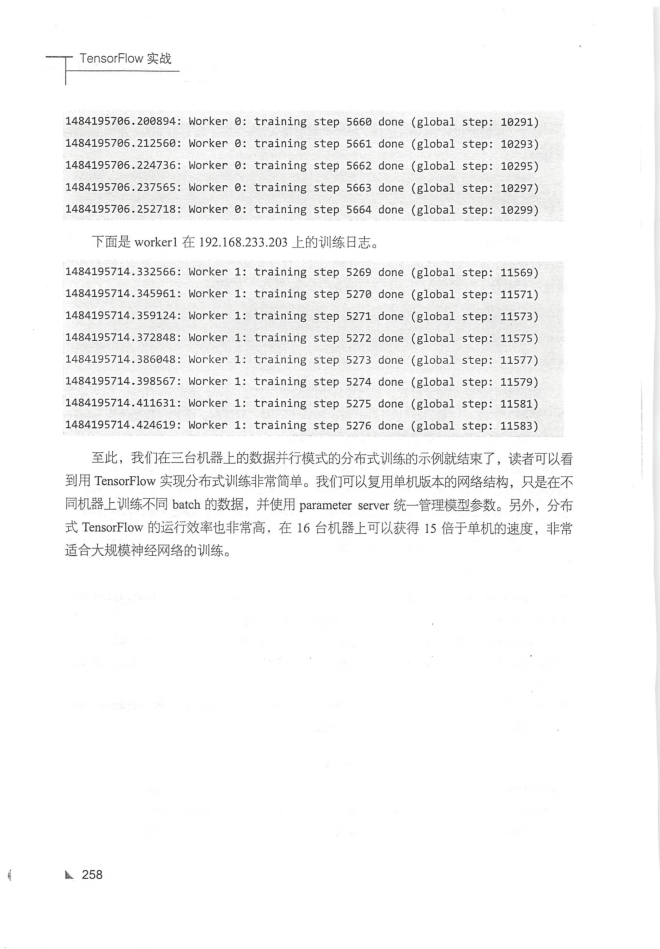 TensorFlow 实战
1484195706.200894: Worker 0: training step 5660 done (global step: 10291)
1484195706.212560: Worker 0: training step 5661 done (global step: 10293)
1484195706.224736: Worker 0: training step 5662 done (global step: 10295)
1484195706.237565: Worker 0: training step 5663 done (global step: 10297)
1484195706.252718: Worker 0: training step 5664 done (global step: 10299)
下面是 worker1 在 192.168.233.203 上的训练日志。
1484195714.332566: Worker 1: training step 5269 done (global step: 11569)
1484195714.345961: Worker 1: training step 5270 done (global step: 11571)
1484195714.359124: Worker 1: training step 5271 done (global step: 11573)
1484195714.372848: Worker 1: training step 5272 done (global step: 11575)
1484195714.386048: Worker 1: training step 5273 done (global step: 11577)
1484195714.398567: Worker 1: training step 5274 done (global step: 11579)
1484195714.411631: Worker 1: training step 5275 done (global step: 11581)
1484195714.424619: Worker 1: training step 5276 done (global step: 11583)
至此，我们在三台机器上的数据并行模式的分布式训练的示例就结束了，读者可以看
到用 TensorFlow 实现分布式训练非常简单。我们可以复用单机版本的网络结构，只是在不
同机器上训练不同 batch 的数据，并使用 parameter server 统一管理模型参数。另外，分布
式 TensorFlow 的运行效率也非常高，在 16 台机器上可以获得 15 倍于单机的速度，非常
适合大规模神经网络的训练。
258